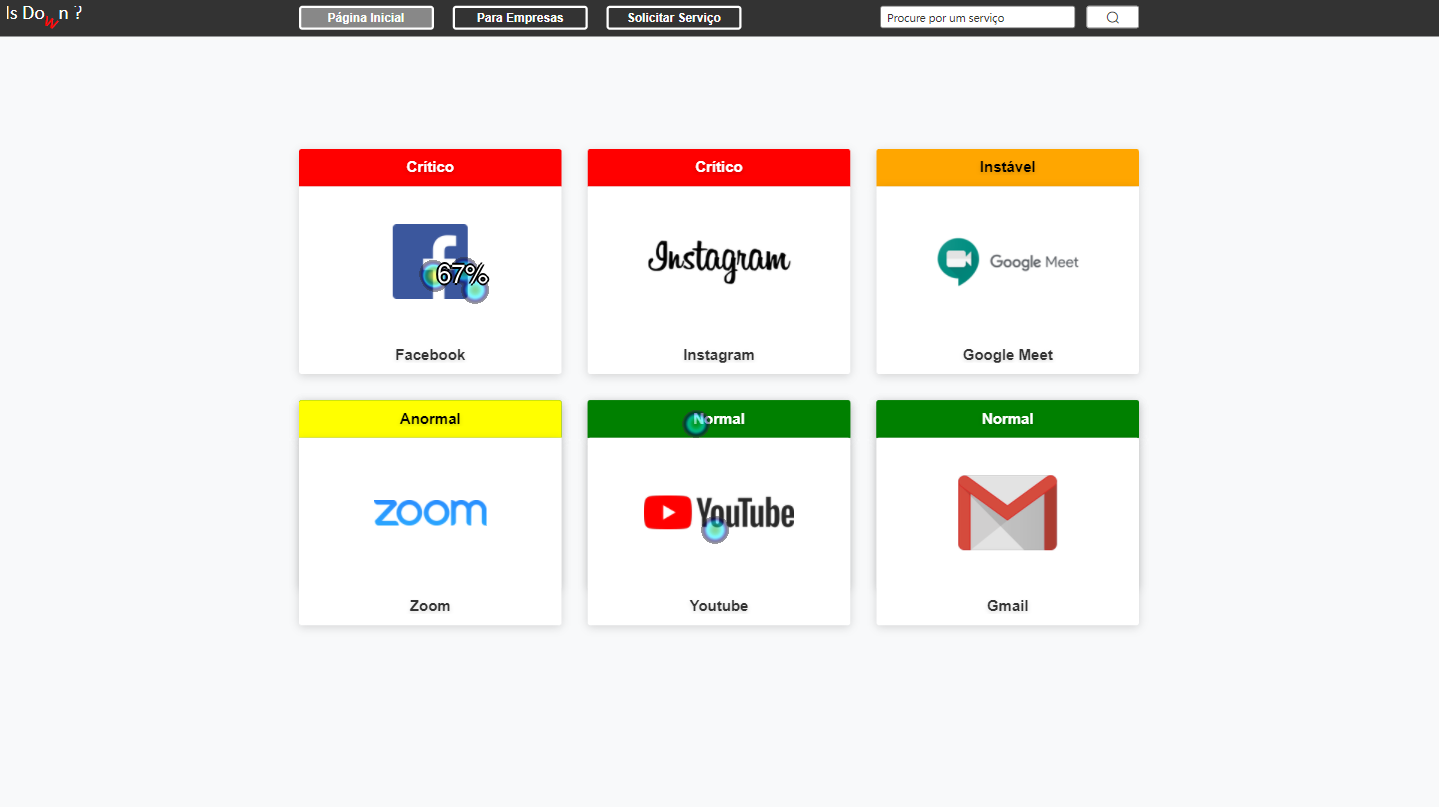 Is Down ?
Página Inicial
Para Empresas
Solicitar Serviço
Procure por um serviço
Crítico
Crítico
Instável
67%
Instagram
Google Meet
Facebook
Instagram
Google Meet
Anormal
Normal
Normal
zoom
YouTube
Zoom
Youtube
Gmail